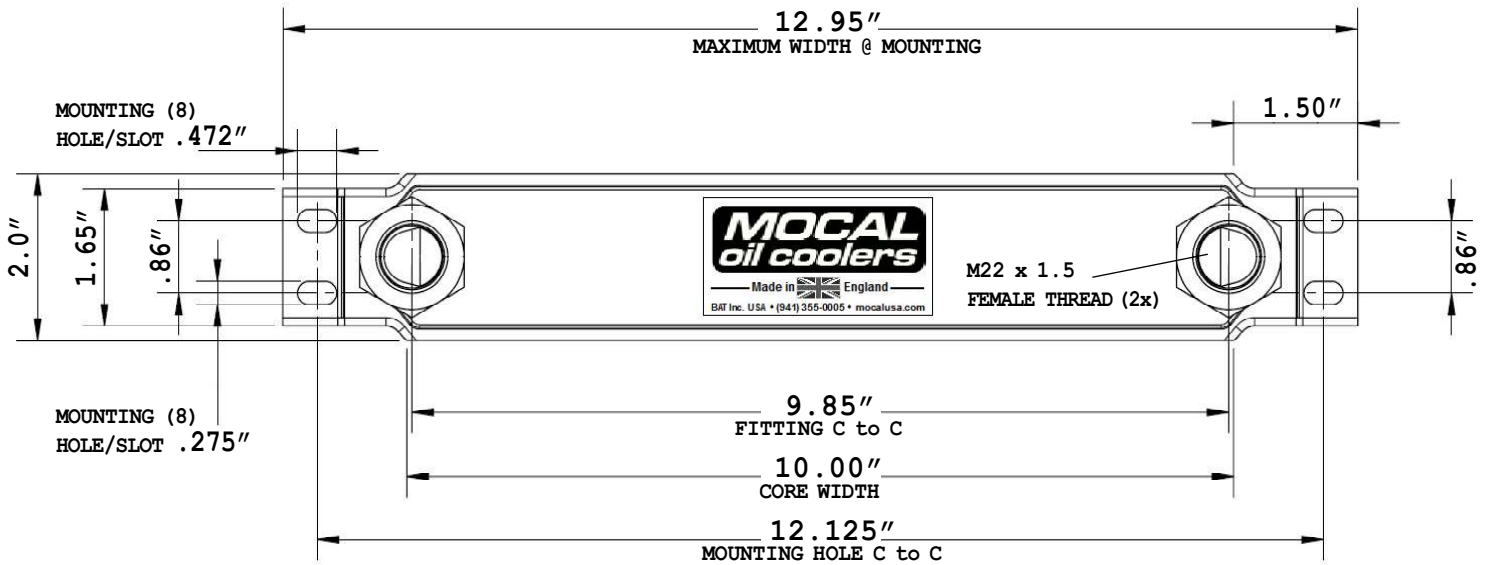 12.95"
MAXIMUM WIDTH @ MOUNTING
MOUNTING (8)
HOLE/SLOT .472"
1.50"
2.0"
1.65"
.86"
MOCAL
oil coolers
Made in England
BAT Inc. USA • (941) 355-0005 • mocalusa.com
M22 x 1.5
FEMALE THREAD (2x)
.86"
MOUNTING (8)
HOLE/SLOT .275"
9.85"
FITTING C to C
10.00"
CORE WIDTH
12.125"
MOUNTING HOLE C to C